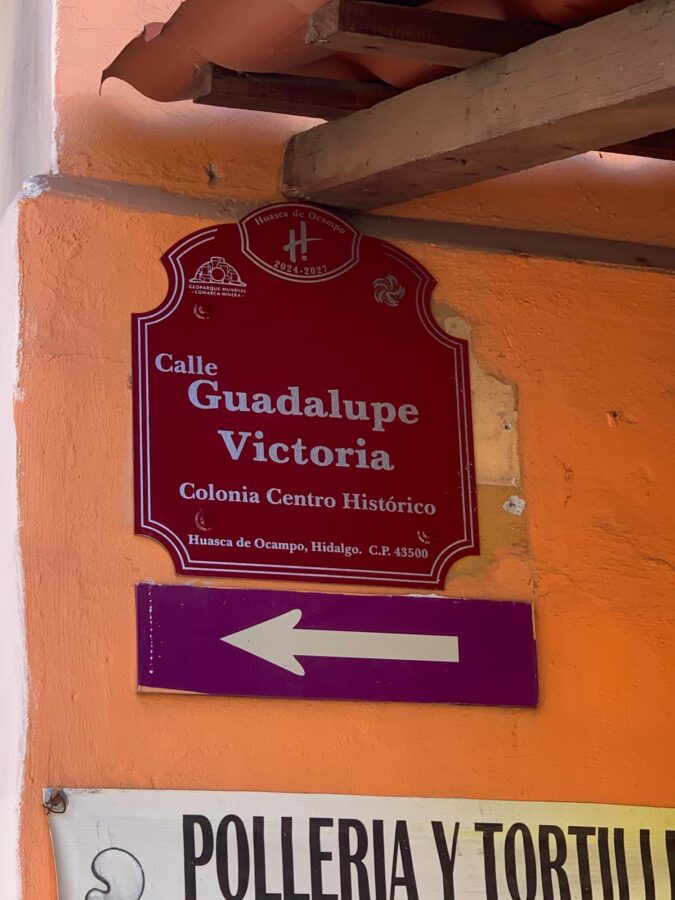 Huasca de Ocampo
H
2024-2027
GEOPARQUE MUNDIAL
• COMARCA MINERA •
Calle
Guadalupe
Victoria
Colonia Centro Histórico
Huasca de Ocampo, Hidalgo. C.P. 43500
POLLERIA Y TORTILL